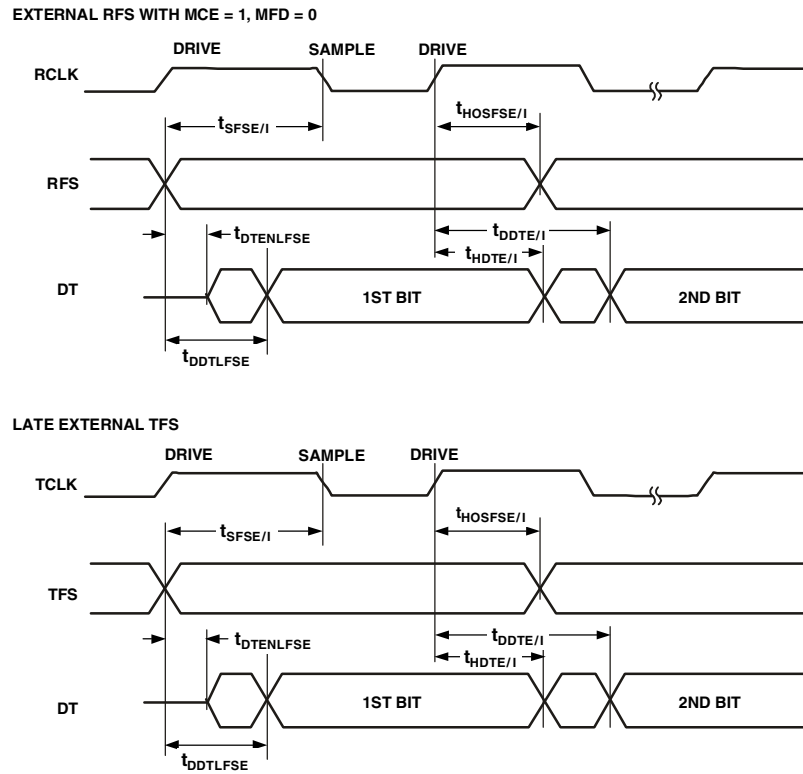 EXTERNAL RFS WITH MCE = 1, MFD = 0
DRIVE SAMPLE DRIVE
RCLK
tSFSE/I tHOSFSE/I
RFS
tDTENLFSE tDDTE/I
tHDTE/I
DT 1ST BIT 2ND BIT
tDDTLFSE
LATE EXTERNAL TFS
DRIVE SAMPLE DRIVE
TCLK
tSFSE/I tHOSFSE/I
TFS
tDTENLFSE tDDTE/I
tHDTE/I
DT 1ST BIT 2ND BIT
tDDTLFSE